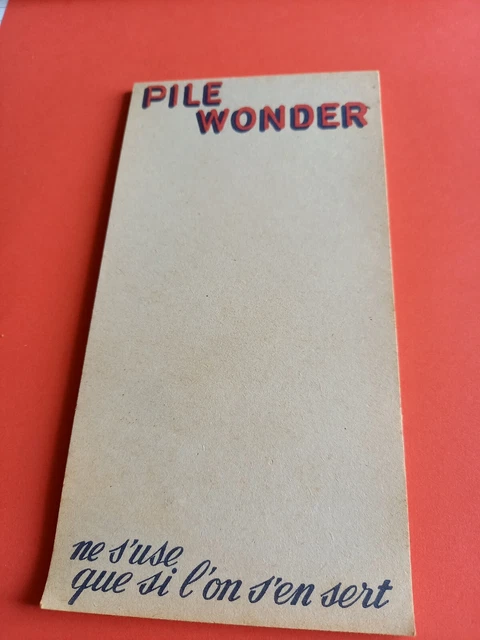 PILE
WONDER
ne s'use
que si l'on s'en sert